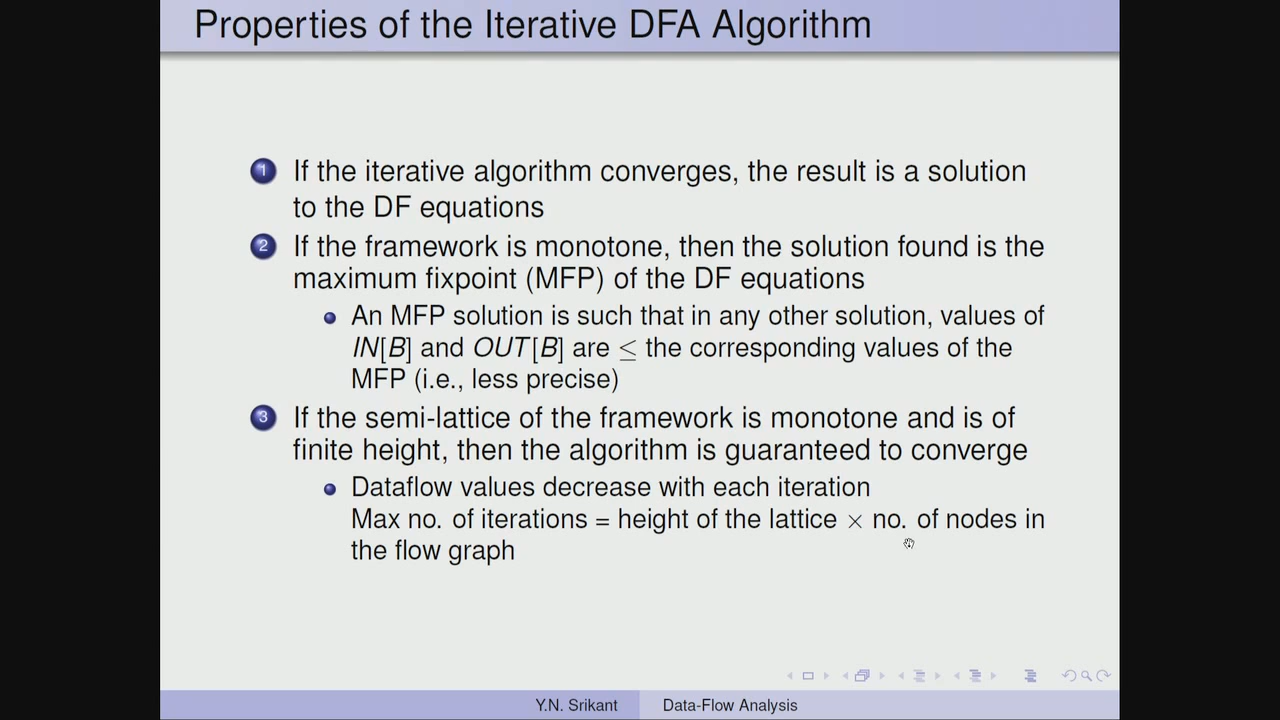 Properties of the Iterative DFA Algorithm
1 If the iterative algorithm converges, the result is a solution
to the DF equations
2 If the framework is monotone, then the solution found is the
maximum fixpoint (MFP) of the DF equations
An MFP solution is such that in any other solution, values of
IN[B] and OUT[B] are ≤ the corresponding values of the
MFP (i.e., less precise)
3 If the semi-lattice of the framework is monotone and is of
finite height, then the algorithm is guaranteed to converge
Dataflow values decrease with each iteration
Max no. of iterations = height of the lattice × no. of nodes in
the flow graph
Y.N. Srikant Data-Flow Analysis